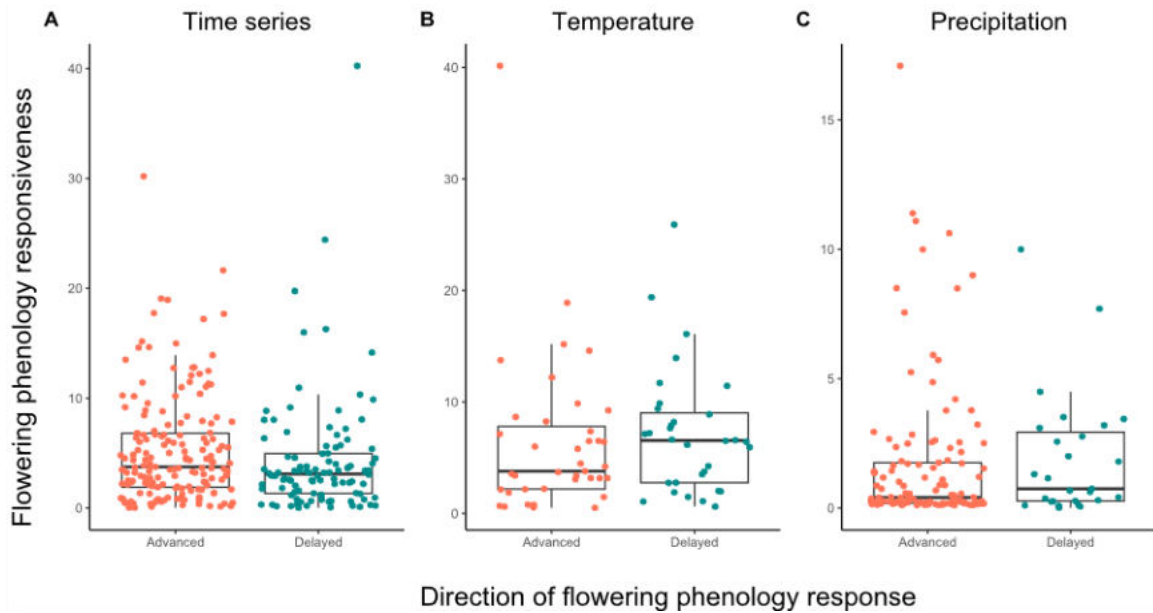 A Time series
B Temperature
C Precipitation
Flowering phenology responsiveness
40
30
20
10
0
Advanced Delayed
40
30
20
10
0
Advanced Delayed
15
10
5
0
Advanced Delayed
Direction of flowering phenology response